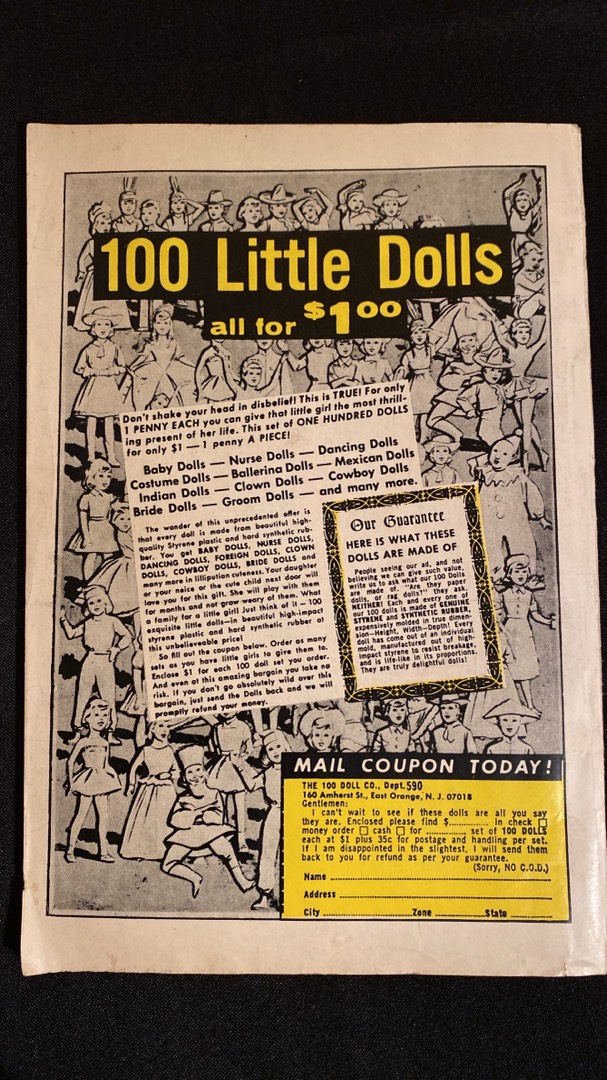 100 Little Dolls
all for $1.00
Don't shake your head in disbelief! This is TRUE! For only
1 PENNY EACH you can give that little girl the most thrill-
ing present of her life. This set of ONE HUNDRED DOLLS
for only $1 — 1 penny A PIECE!
Baby Dolls — Nurse Dolls — Dancing Dolls
Costume Dolls — Ballerina Dolls — Mexican Dolls
Indian Dolls — Clown Dolls — Cowboy Dolls
Bride Dolls — Groom Dolls — and many more.
The wonder of this unprecedented offer is
that every doll is made from beautiful high-
quality Styrene plastic and hard synthetic rub-
ber. You get BABY DOLLS, NURSE DOLLS,
DANCING DOLLS, FOREIGN DOLLS, CLOWN
DOLLS, COWBOY DOLLS, BRIDE DOLLS and
many more in lilliputian cuteness. Your daughter
or your neice or the cute child next door will
love you for this gift. She will play with them
for months and not grow weary of them. What
a family for a little girl! Just think of it — 100
exquisite little dolls—in beautiful high-impact
styrene plastic and hard synthetic rubber at
this unbelievable price!
So fill out the coupon below. Order as many
sets as you have little girls to give them to.
Enclose $1 for each 100 doll set you order.
And even at this amazing bargain you take no
risk. If you don't go absolutely wild over this
bargain, just send the Dolls back and we will
promptly refund your money.
Our Guarantee
HERE IS WHAT THESE
DOLLS ARE MADE OF
People seeing our ad, and not
believing we can give such value,
write us to ask what our 100 Dolls
are made of. "Are they paper
dolls, or rag dolls?" they ask.
NEITHER! Each and every one of
our 100 dolls is made of GENUINE
STYRENE and SYNTHETIC RUBBER,
expensively molded in true dimen-
sion—Height, Width—Depth! Every
doll has come out of an individual
mold, manufactured out of high-
impact styrene to resist breakage,
and is life-like in its proportions.
They are truly delightful dolls!
MAIL COUPON TODAY!
THE 100 DOLL CO., Dept. 590
160 Amherst St., East Orange, N. J. 07018
Gentlemen:
I can't wait to see if these dolls are all you say
they are. Enclosed please find $............ in check ☐
money order ☐ cash ☐ for ............ set of 100 DOLLS
each at $1 plus 35c for postage and handling per set.
If I am disappointed in the slightest, I will send them
back to you for refund as per your guarantee.
(Sorry, NO C.O.D.)
Name
Address
City ............ Zone ............ State ............